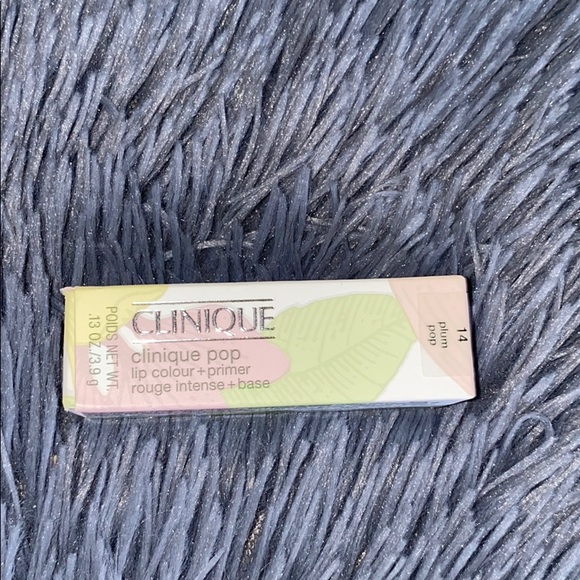 CLINIQUE
clinique pop
lip colour+primer
rouge intense+base
POIDS NET WT.
.13 OZ/3.9 g
14
plum
pop